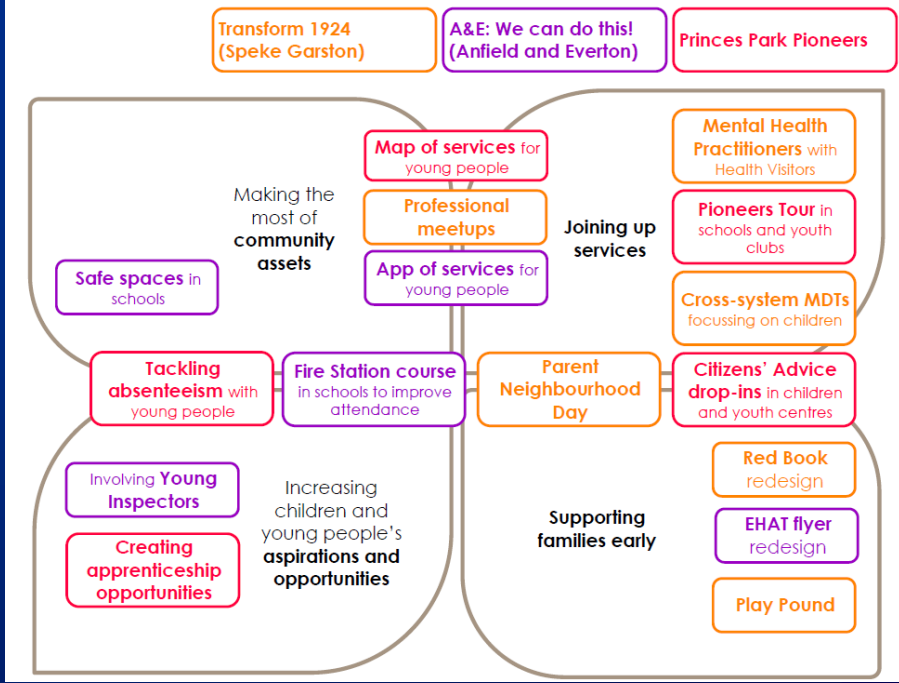 Transform 1924
(Speke Garston)
A&E: We can do this!
(Anfield and Everton)
Princes Park Pioneers
Making the
most of
community
assets
Safe spaces in
schools
Map of services for
young people
Professional
meetups
App of services for
young people
Joining up
services
Mental Health
Practitioners with
Health Visitors
Pioneers Tour in
schools and youth
clubs
Cross-system MDTs
focussing on children
Tackling
absenteeism with
young people
Fire Station course
in schools to improve
attendance
Parent
Neighbourhood
Day
Citizens' Advice
drop-ins in children
and youth centres
Involving Young
Inspectors
Creating
apprenticeship
opportunities
Increasing
children and
young people's
aspirations and
opportunities
Supporting
families early
Red Book
redesign
EHAT flyer
redesign
Play Pound